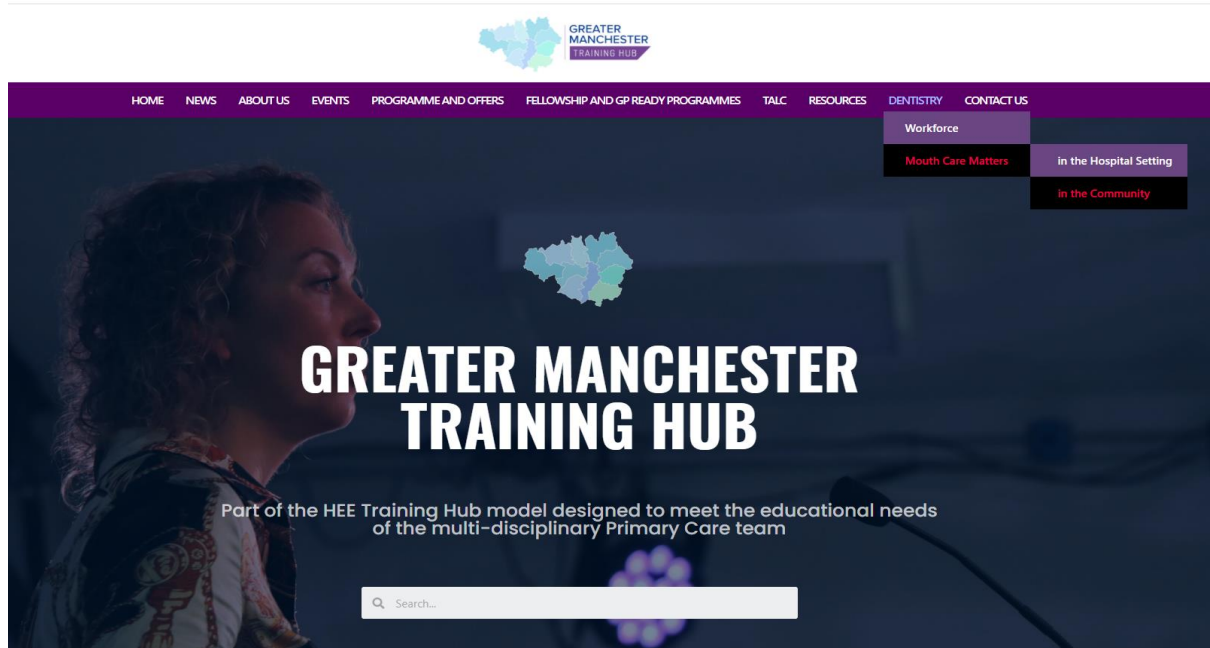 GREATER
MANCHESTER
TRAINING HUB
HOME NEWS ABOUT US EVENTS PROGRAMME AND OFFERS FELLOWSHIP AND GP READY PROGRAMMES TALC RESOURCES DENTISTRY CONTACT US
Workforce
Mouth Care Matters in the Hospital Setting
in the Community
GREATER MANCHESTER
TRAINING HUB
Part of the HEE Training Hub model designed to meet the educational needs
of the multi-disciplinary Primary Care team
Search...